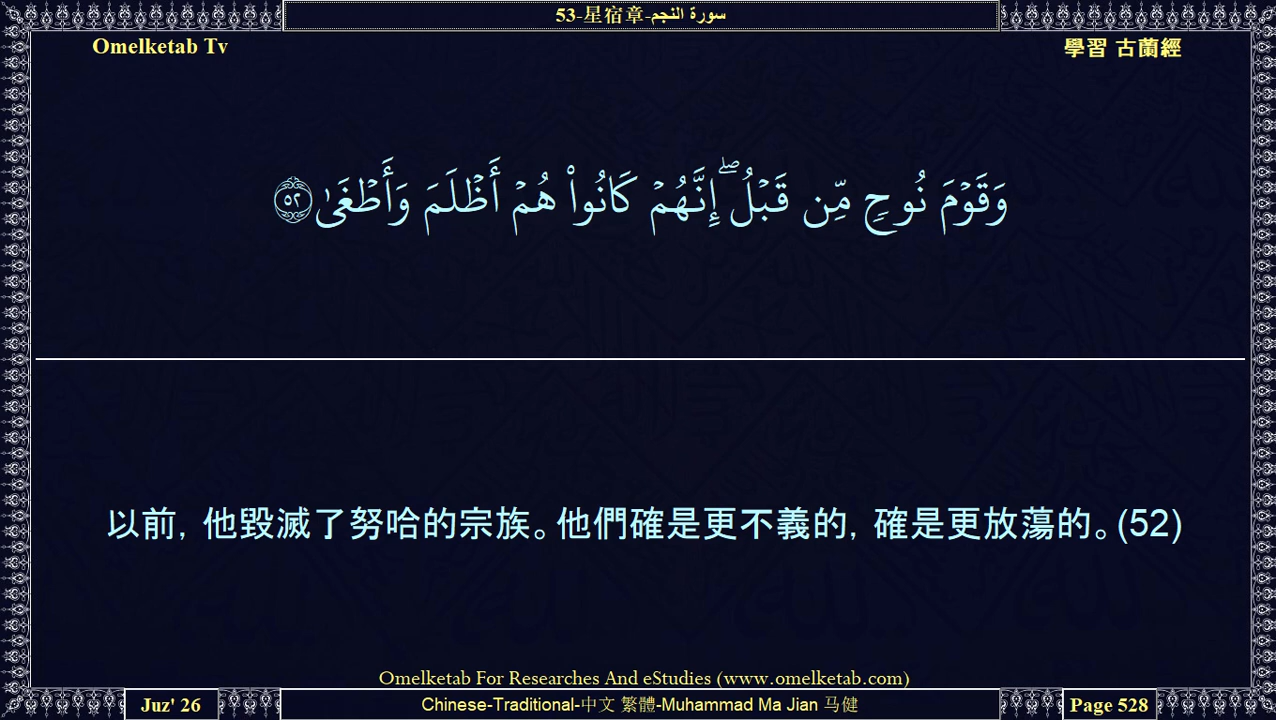 53-星宿章-سورة النجم
Omelketab Tv
學習 古蘭經
وَقَوْمَ نُوحٍ مِّن قَبْلُ ۖ إِنَّهُمْ كَانُوا۟ هُمْ أَظْلَمَ وَأَطْغَىٰ ٥٢
以前，他毀滅了努哈的宗族。他們確是更不義的，確是更放蕩的。(52)
Omelketab For Researches And eStudies (www.omelketab.com)
Juz' 26
Chinese-Traditional-中文 繁體-Muhammad Ma Jian 马健
Page 528